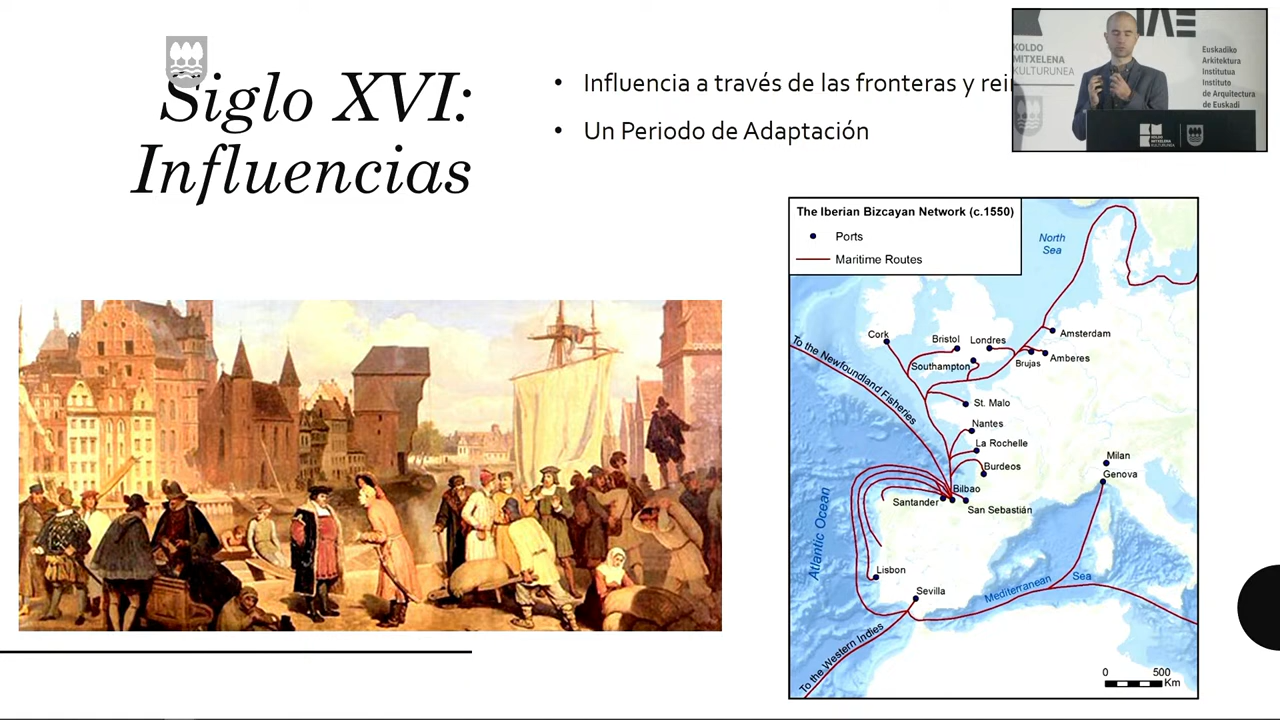 Siglo XVI:
Influencias
• Influencia a través de las fronteras y rei
• Un Periodo de Adaptación
KOLDO
MITXELENA
KULTURUNEA
Euskadiko
Arkitektura
Institutua
Instituto
de Arquitectura
de Euskadi
KOLDO
MITXELENA
KULTURUNEA
The Iberian Bizcayan Network (c.1550)
Ports
Maritime Routes
North
Sea
Cork
Bristol
Londres
Amsterdam
Southampton
Brujas
Amberes
To the Newfoundland Fisheries
St. Malo
Nantes
La Rochelle
Burdeos
Milan
Genova
Bilbao
Santander
San Sebastián
Atlantic Ocean
Lisbon
Sevilla
Mediterranean Sea
To the Western Indies
0 500
Km